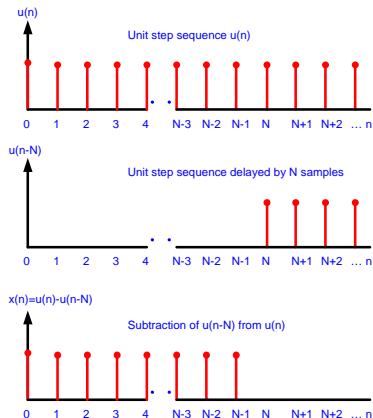 u(n)
Unit step sequence u(n)
0 1 2 3 4 N-3 N-2 N-1 N N+1 N+2 ... n
u(n-N)
Unit step sequence delayed by N samples
0 1 2 3 4 N-3 N-2 N-1 N N+1 N+2 ... n
x(n)=u(n)-u(n-N)
Subtraction of u(n-N) from u(n)
0 1 2 3 4 N-3 N-2 N-1 N N+1 N+2 ... n